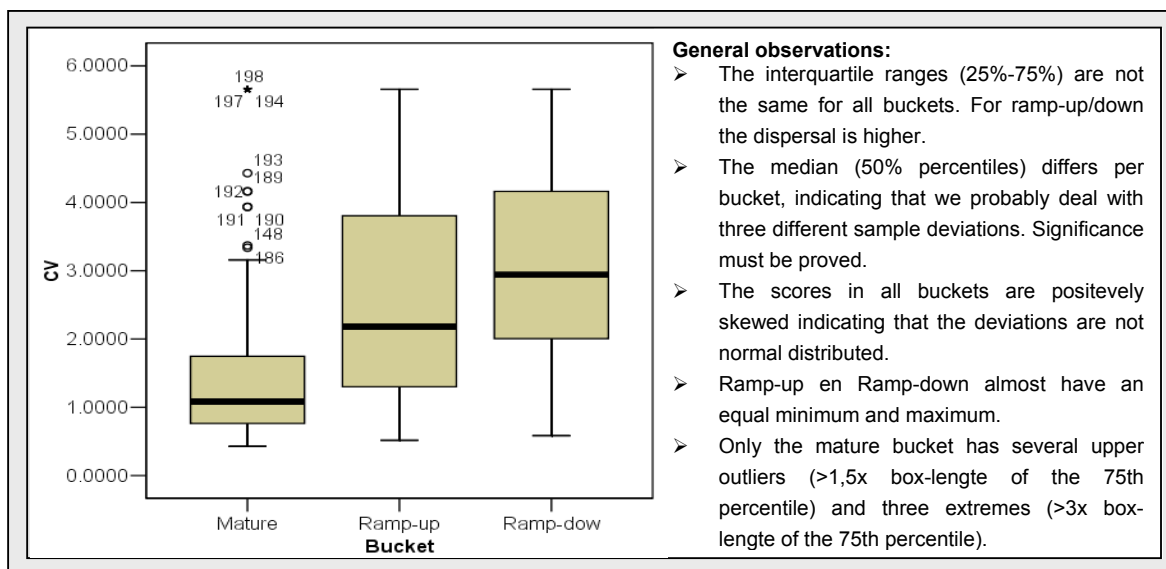 6.0000
5.0000
4.0000
3.0000
2.0000
1.0000
0.0000
CV
198
197 194
193
189
192
191 190
148
186
Mature Ramp-up Ramp-dow
Bucket
General observations:
➢ The interquartile ranges (25%-75%) are not
the same for all buckets. For ramp-up/down
the dispersal is higher.
➢ The median (50% percentiles) differs per
bucket, indicating that we probably deal with
three different sample deviations. Significance
must be proved.
➢ The scores in all buckets are positevely
skewed indicating that the deviations are not
normal distributed.
➢ Ramp-up en Ramp-down almost have an
equal minimum and maximum.
➢ Only the mature bucket has several upper
outliers (>1,5x box-lengte of the 75th
percentile) and three extremes (>3x box-
lengte of the 75th percentile).